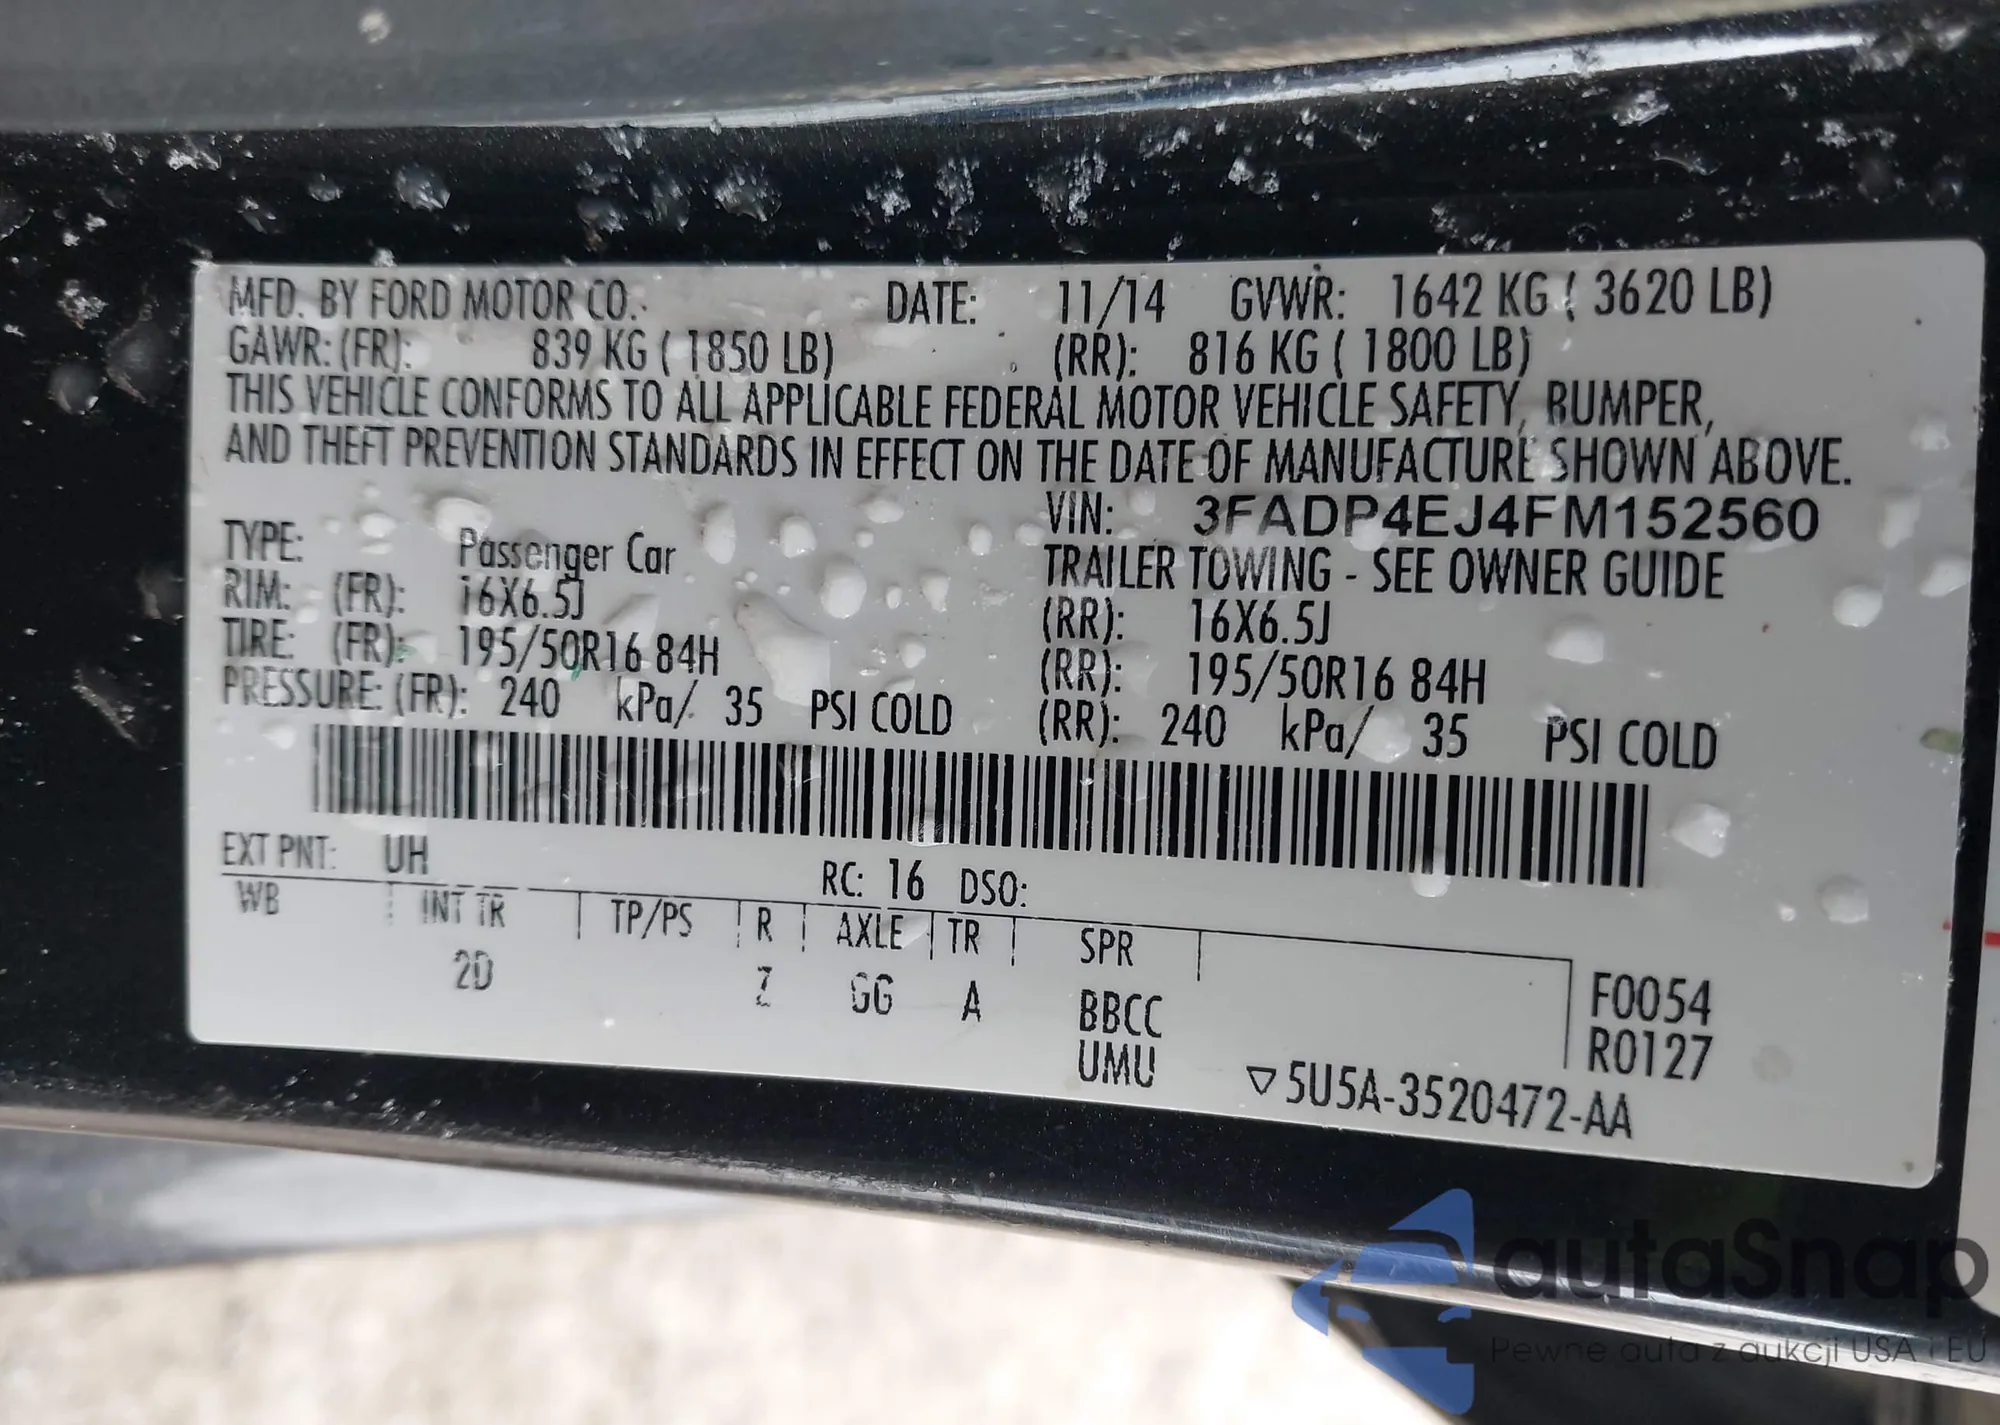 MFD. BY FORD MOTOR CO. DATE: 11/14 GVWR: 1642 KG ( 3620 LB)
GAWR: (FR): 839 KG ( 1850 LB) (RR): 816 KG ( 1800 LB)
THIS VEHICLE CONFORMS TO ALL APPLICABLE FEDERAL MOTOR VEHICLE SAFETY, BUMPER,
AND THEFT PREVENTION STANDARDS IN EFFECT ON THE DATE OF MANUFACTURE SHOWN ABOVE.
VIN: 3FADP4EJ4FM152560
TYPE: Passenger Car TRAILER TOWING - SEE OWNER GUIDE
RIM: (FR): 16X6.5J (RR): 16X6.5J
TIRE: (FR): 195/50R16 84H (RR): 195/50R16 84H
PRESSURE: (FR): 240 kPa/ 35 PSI COLD (RR): 240 kPa/ 35 PSI COLD
EXT PNT: UH RC: 16 DSO:
WB INT TR TP/PS R AXLE TR SPR
2D Z GG A BBCC F0054
UMU R0127
▽5U5A-3520472-AA
autaSnap
Pewne auta z aukcji USA i EU